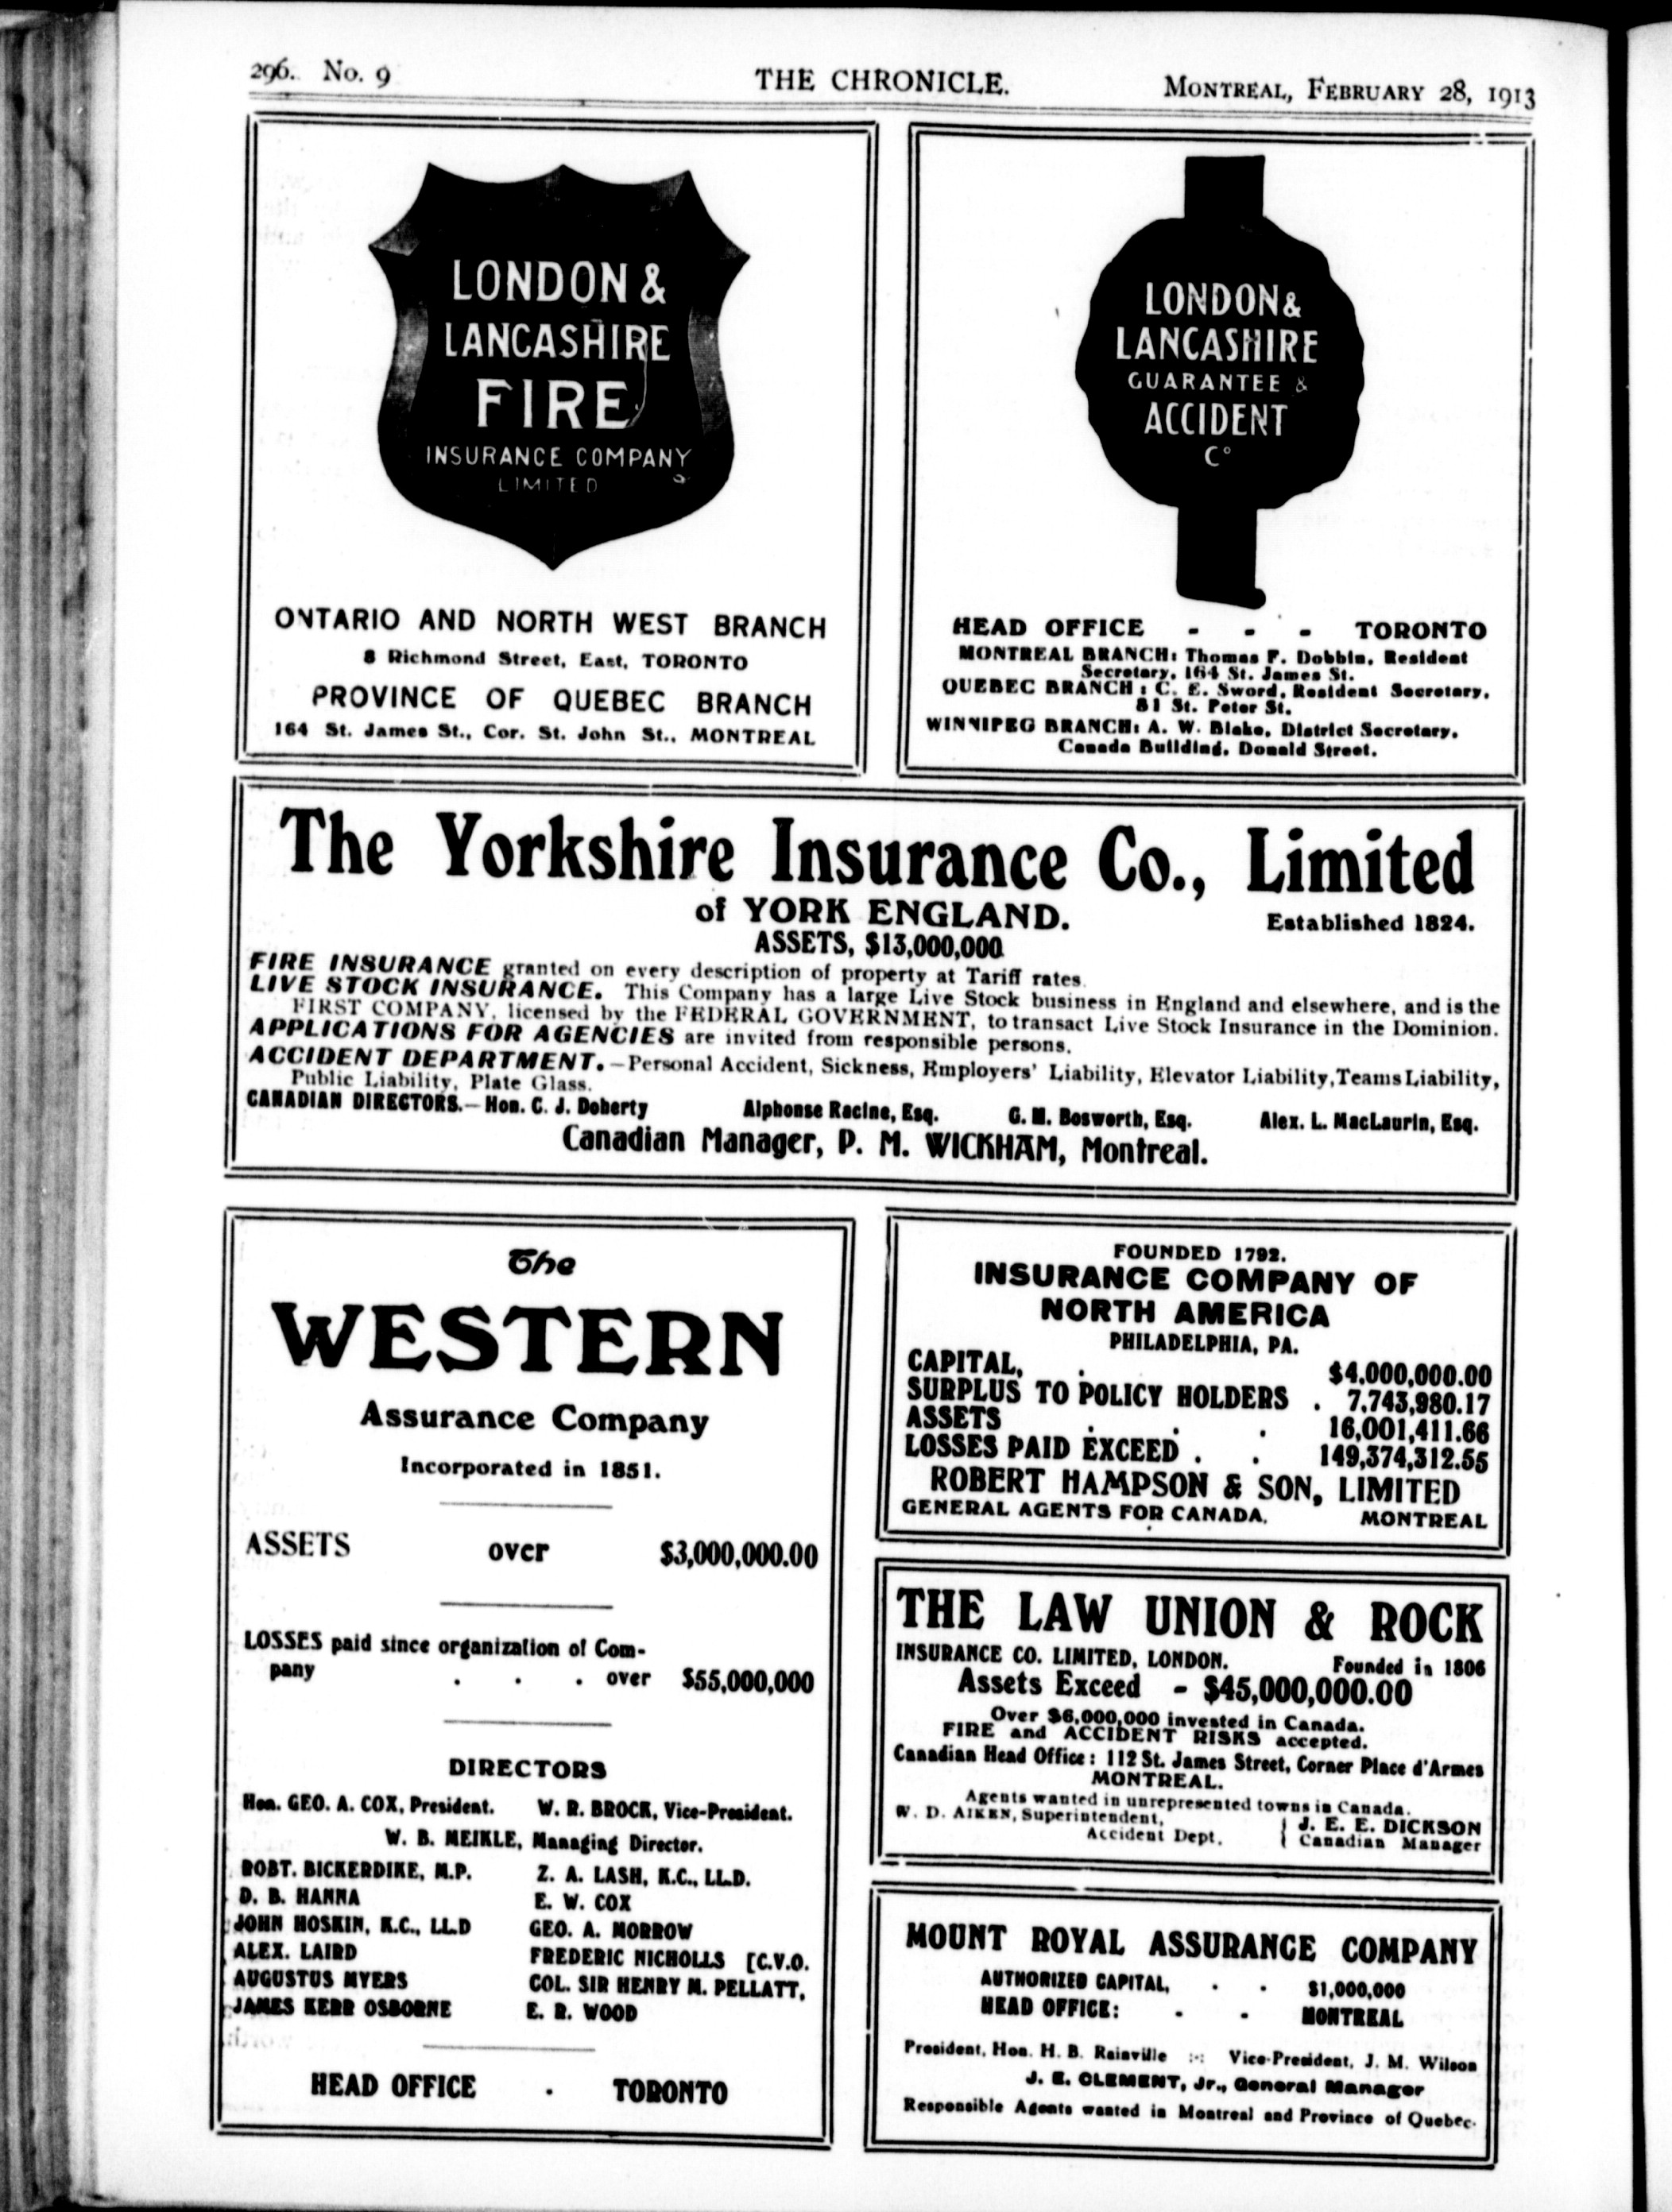 296. No. 9 THE CHRONICLE. MONTREAL, FEBRUARY 28, 1913
LONDON &
LANCASHIRE
FIRE
INSURANCE COMPANY
LIMITED
ONTARIO AND NORTH WEST BRANCH
8 Richmond Street, East, TORONTO
PROVINCE OF QUEBEC BRANCH
164 St. James St., Cor. St. John St., MONTREAL
LONDON &
LANCASHIRE
GUARANTEE &
ACCIDENT
Co
HEAD OFFICE - - - TORONTO
MONTREAL BRANCH: Thomas F. Dobbin, Resident
Secretary, 164 St. James St.
QUEBEC BRANCH : C. E. Sword, Resident Secretary,
81 St. Peter St.
WINNIPEG BRANCH: A. W. Blake, District Secretary,
Canada Building, Donald Street.
The Yorkshire Insurance Co., Limited
of YORK ENGLAND. Established 1824.
ASSETS, $13,000,000
FIRE INSURANCE granted on every description of property at Tariff rates.
LIVE STOCK INSURANCE. This Company has a large Live Stock business in England and elsewhere, and is the
FIRST COMPANY, licensed by the FEDERAL GOVERNMENT, to transact Live Stock Insurance in the Dominion.
APPLICATIONS FOR AGENCIES are invited from responsible persons.
ACCIDENT DEPARTMENT.—Personal Accident, Sickness, Employers' Liability, Elevator Liability, Teams Liability,
Public Liability, Plate Glass.
CANADIAN DIRECTORS.—Hon. C. J. Doherty Alphonse Racine, Esq. G. M. Bosworth, Esq. Alex. L. MacLaurin, Esq.
Canadian Manager, P. M. WICKHAM, Montreal.
The
WESTERN
Assurance Company
Incorporated in 1851.
ASSETS over $3,000,000.00
LOSSES paid since organization of Com-
pany . . . over $55,000,000
DIRECTORS
Hon. GEO. A. COX, President. W. R. BROCK, Vice-President.
W. B. MEIKLE, Managing Director.
ROBT. BICKERDIKE, M.P. Z. A. LASH, K.C., LL.D.
D. B. HANNA E. W. COX
JOHN HOSKIN, K.C., LL.D GEO. A. MORROW
ALEX. LAIRD FREDERIC NICHOLLS [C.V.O.
AUGUSTUS MYERS COL. SIR HENRY M. PELLATT,
JAMES KERR OSBORNE E. R. WOOD
HEAD OFFICE . TORONTO
FOUNDED 1792.
INSURANCE COMPANY OF
NORTH AMERICA
PHILADELPHIA, PA.
CAPITAL, . $4,000,000.00
SURPLUS TO POLICY HOLDERS . 7,743,980.17
ASSETS . . . 16,001,411.66
LOSSES PAID EXCEED . . 149,374,312.55
ROBERT HAMPSON & SON, LIMITED
GENERAL AGENTS FOR CANADA. MONTREAL
THE LAW UNION & ROCK
INSURANCE CO. LIMITED, LONDON. Founded in 1806
Assets Exceed - $45,000,000.00
Over $6,000,000 invested in Canada.
FIRE and ACCIDENT RISKS accepted.
Canadian Head Office : 112 St. James Street, Corner Place d'Armes
MONTREAL.
Agents wanted in unrepresented towns in Canada.
W. D. AIKEN, Superintendent, { J. E. E. DICKSON
Accident Dept. { Canadian Manager
MOUNT ROYAL ASSURANCE COMPANY
AUTHORIZED CAPITAL, . . $1,000,000
HEAD OFFICE: - - MONTREAL
President, Hon. H. B. Rainville :-: Vice-President, J. M. Wilson
J. E. CLEMENT, Jr., General Manager
Responsible Agents wanted in Montreal and Province of Quebec.